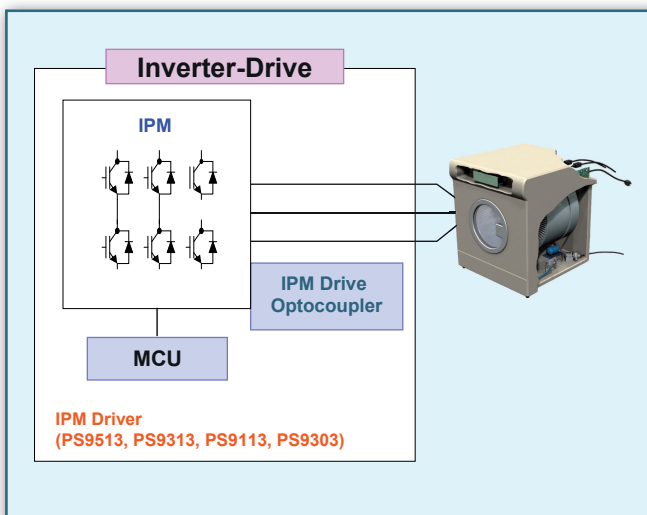 Inverter-Drive
IPM
IPM Drive
Optocoupler
MCU
IPM Driver
(PS9513, PS9313, PS9113, PS9303)